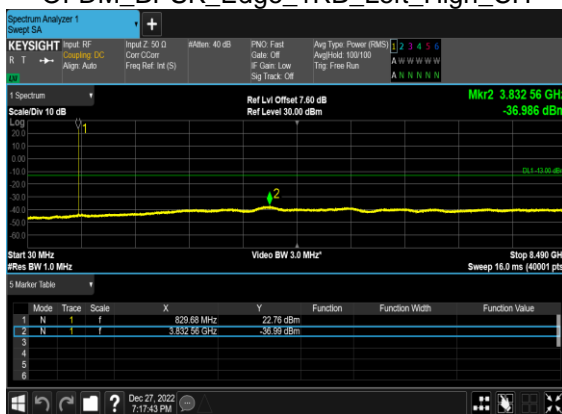 Spectrum Analyzer 1
Swept SA
+
KEYSIGHT Input: RF Input Z: 50 Ω #Atten: 40 dB PNO: Fast Avg Type: Power (RMS) 1 2 3 4 5 6
R T Coupling: DC Corr CCorr Gate: Off Avg|Hold: 100/100 A W W W W W
Align: Auto Freq Ref: Int (S) IF Gain: Low Trig: Free Run
LXI Sig Track: Off A N N N N N
1 Spectrum Ref Lvl Offset 7.60 dB Mkr2 3.832 56 GHz
Scale/Div 10 dB Ref Level 30.00 dBm -36.986 dBm
Log
20.0
10.0
0.00
-10.0
-20.0
-30.0
-40.0
-50.0
-60.0
1
DL1 -13.00 dBm
2
Start 30 MHz Video BW 3.0 MHz* Stop 8.490 GH
#Res BW 1.0 MHz Sweep 16.0 ms (40001 pts
5 Marker Table
Mode Trace Scale X Y Function Function Width Function Value
1 N 1 f 829.68 MHz 22.76 dBm
2 N 1 f 3.832 56 GHz -36.99 dBm
3
4
5
6
? Dec 27, 2022
7:17:43 PM